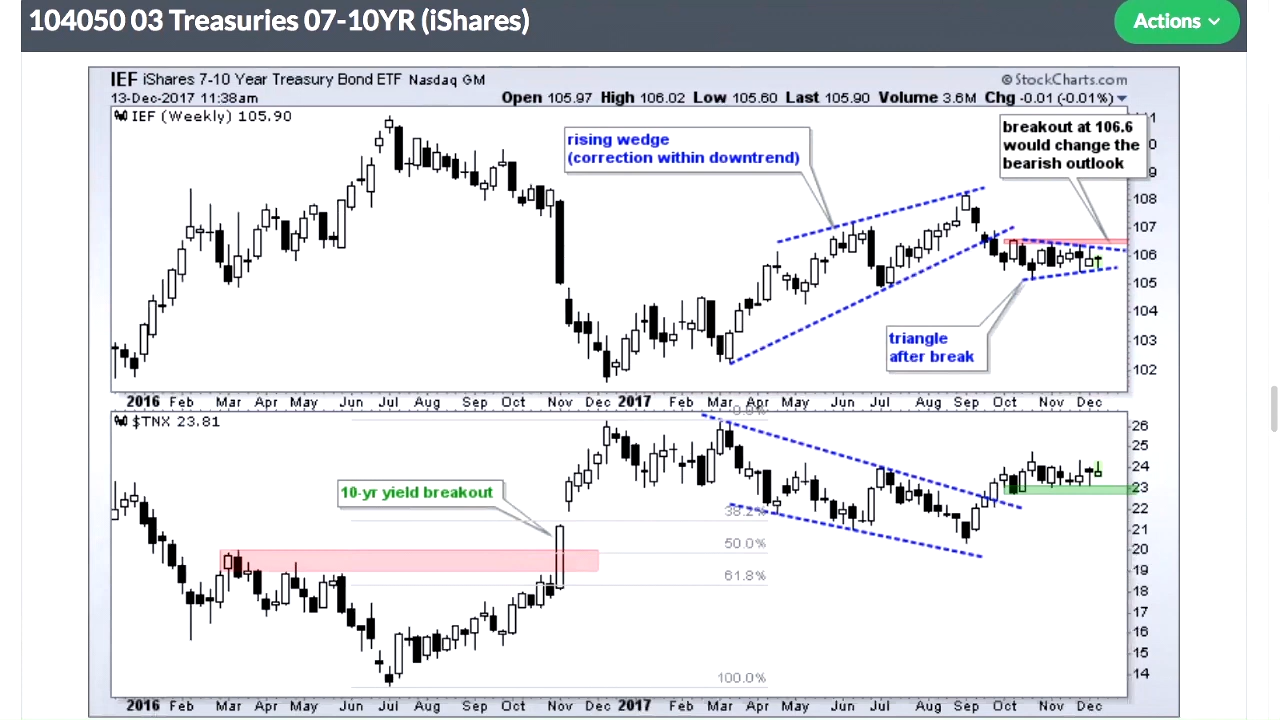 104050 03 Treasuries 07-10YR (iShares)
Actions
IEF iShares 7-10 Year Treasury Bond ETF Nasdaq GM
© StockCharts.com
13-Dec-2017 11:38am
Open 105.97 High 106.02 Low 105.60 Last 105.90 Volume 3.6M Chg -0.01 (-0.01%)
IEF (Weekly) 105.90
rising wedge
(correction within downtrend)
breakout at 106.6
would change the
bearish outlook
108
107
106
105
104
103
102
triangle
after break
2016 Feb Mar Apr May Jun Jul Aug Sep Oct Nov Dec 2017 Feb Mar Apr May Jun Jul Aug Sep Oct Nov Dec
$TNX 23.81
0.0%
10-yr yield breakout
38.2%
50.0%
61.8%
100.0%
26
25
24
23
22
21
20
19
18
17
16
15
14
2016 Feb Mar Apr May Jun Jul Aug Sep Oct Nov Dec 2017 Feb Mar Apr May Jun Jul Aug Sep Oct Nov Dec